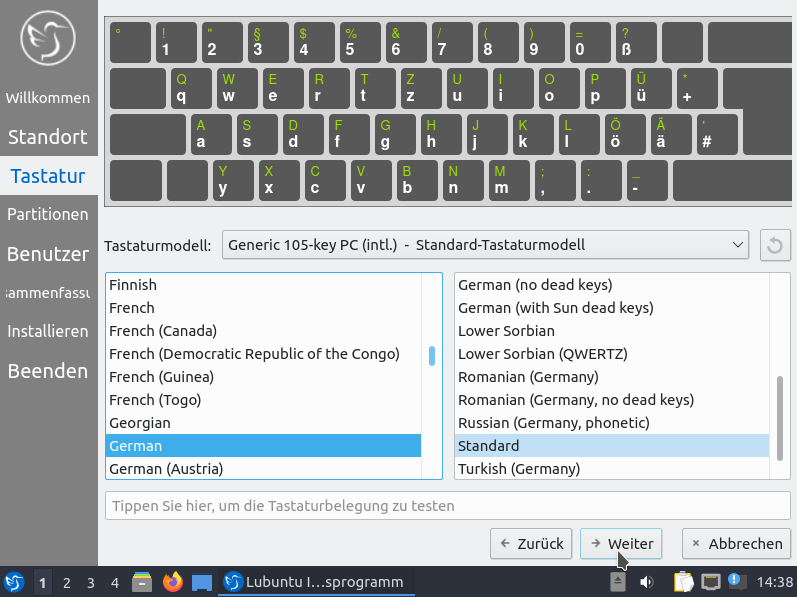 Willkommen
Standort
Tastatur
Partitionen
Benutzer
sammenfassu
Installieren
Beenden
° ! 1 " 2 § 3 $ 4 % 5 & 6 / 7 ( 8 ) 9 = 0 ? ß
Q q W w E e R r T t Z z U u I i O o P p Ü ü * +
A a S s D d F f G g H h J j K k L l Ö ö Ä ä ' #
Y y X x C c V v B b N n M m ; , : . _ -
Tastaturmodell: Generic 105-key PC (intl.) - Standard-Tastaturmodell
Finnish
French
French (Canada)
French (Democratic Republic of the Congo)
French (Guinea)
French (Togo)
Georgian
German
German (Austria)
German (no dead keys)
German (with Sun dead keys)
Lower Sorbian
Lower Sorbian (QWERTZ)
Romanian (Germany)
Romanian (Germany, no dead keys)
Russian (Germany, phonetic)
Standard
Turkish (Germany)
Tippen Sie hier, um die Tastaturbelegung zu testen
Zurück Weiter Abbrechen
1 2 3 4 Lubuntu I...sprogramm 14:38